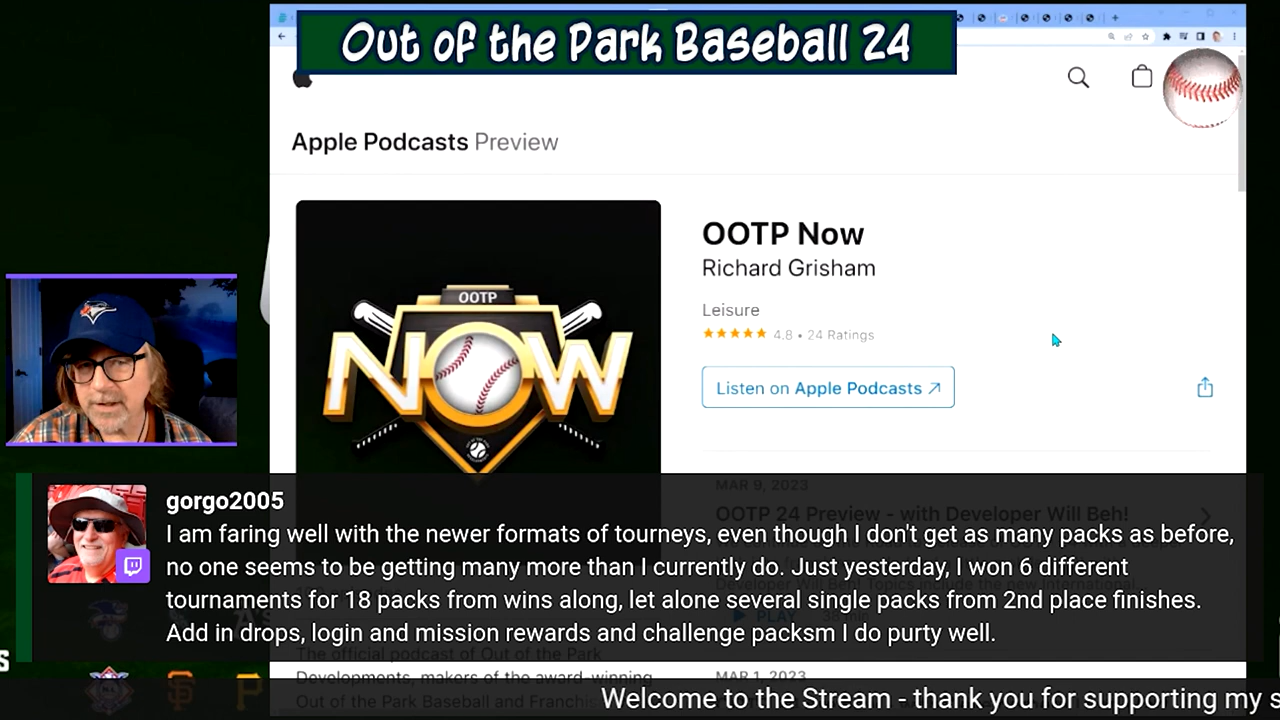 Out of the Park Baseball 24
Apple Podcasts Preview
OOTP
NOW
OOTP Now
Richard Grisham
Leisure
4.8 • 24 Ratings
Listen on Apple Podcasts
MAR 9, 2023
OOTP 24 Preview - with Developer Will Beh!
gorgo2005
I am faring well with the newer formats of tourneys, even though I don't get as many packs as before,
no one seems to be getting many more than I currently do. Just yesterday, I won 6 different
tournaments for 18 packs from wins along, let alone several single packs from 2nd place finishes.
Add in drops, login and mission rewards and challenge packsm I do purty well.
PLAY
The official podcast of Out of the Park
Developments, makers of the award-winning
Out of the Park Baseball and Franchis
MAR 1, 2023
Welcome to the Stream - thank you for supporting my s